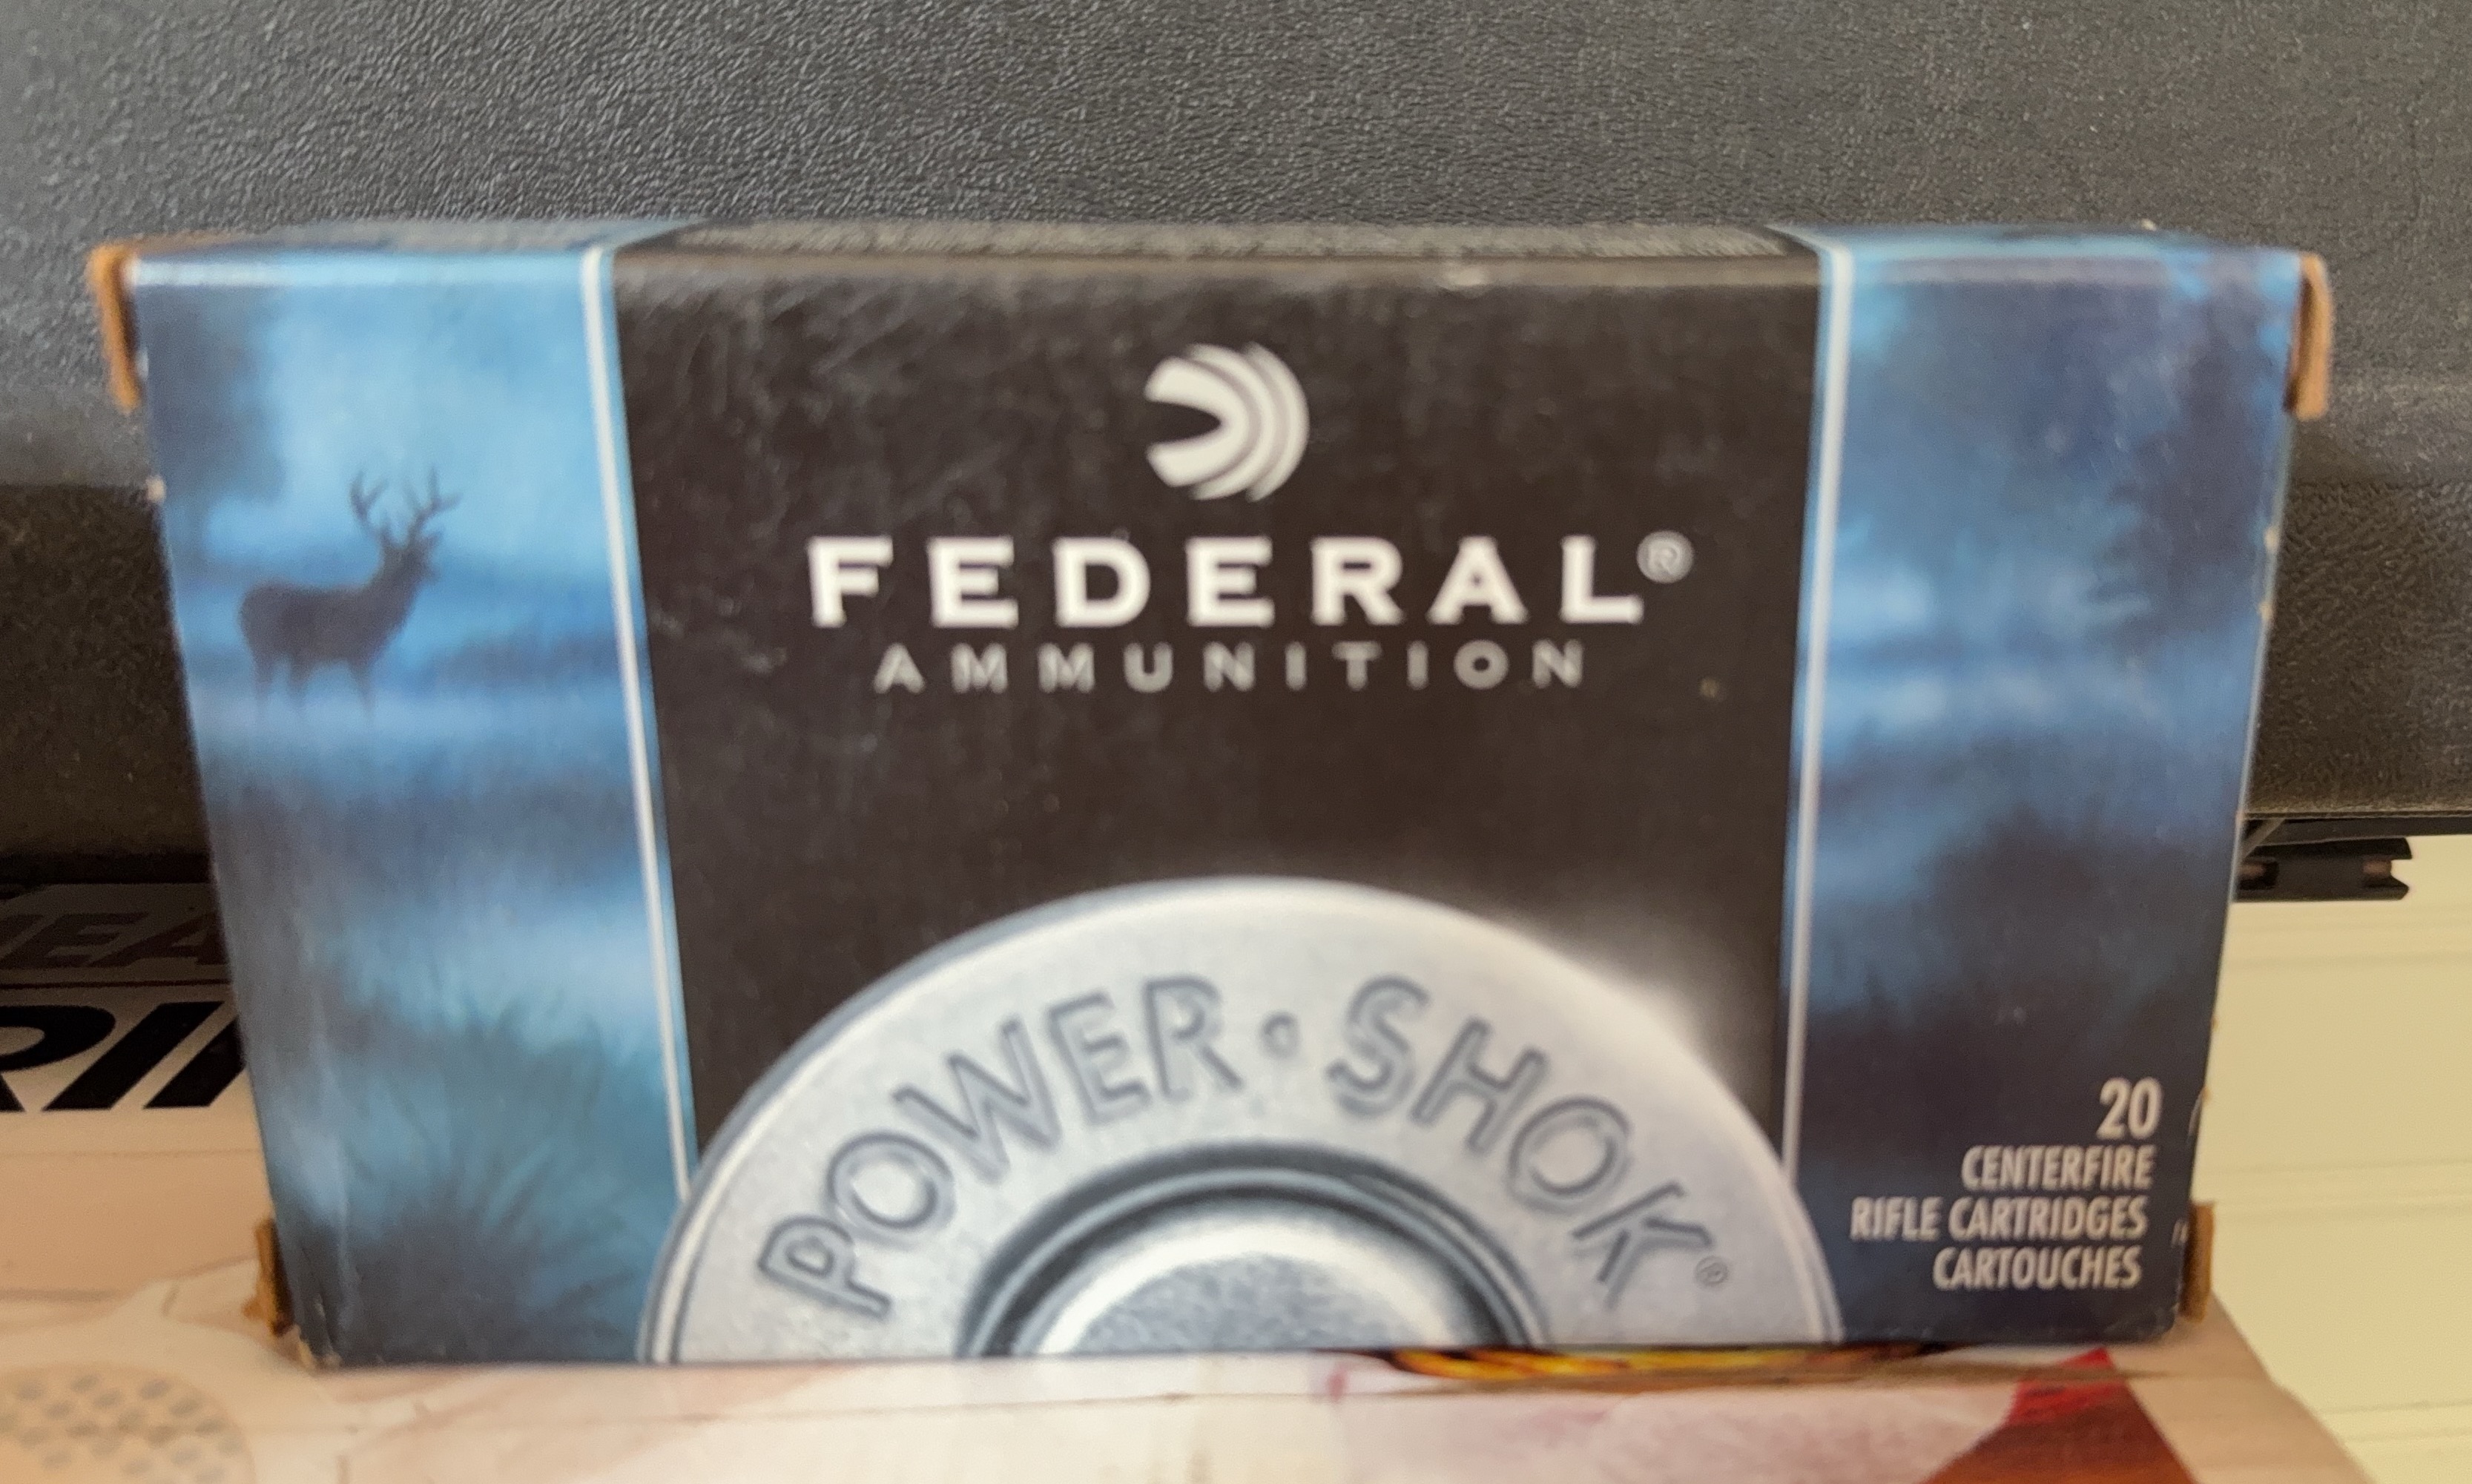 FEDERAL®
AMMUNITION
POWER·SHOK®
20
CENTERFIRE
RIFLE CARTRIDGES
CARTOUCHES